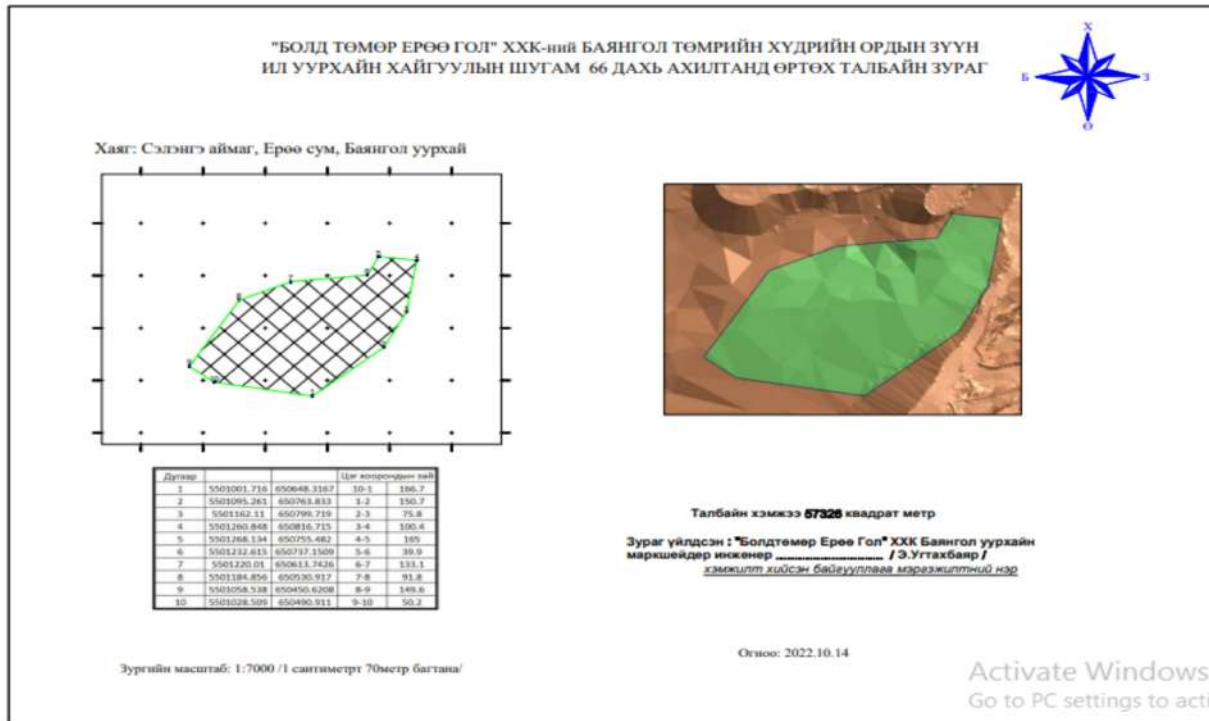 "БОЛД ТӨМӨР ЕРӨӨ ГОЛ" ХХК-ний БАЯНГОЛ ТӨМРИЙН ХҮДРИЙН ОРДЫН ЗҮҮН
ИЛ УУРХАЙН ХАЙГУУЛЫН ШУГАМ 66 ДАХЬ АХИЛТАНД ӨРТӨХ ТАЛБАЙН ЗУРАГ
Х
Б З
Ө
Хаяг: Сэлэнгэ аймаг, Ерөө сум, Баянгол уурхай
Дугаар Цэг хоорондын зай
1 5501001.716 650648.3167 10-1 166.7
2 5501095.261 650763.833 1-2 150.7
3 5501162.11 650799.719 2-3 75.8
4 5501260.848 650816.715 3-4 100.4
5 5501268.134 650755.482 4-5 165
6 5501232.615 650737.1509 5-6 39.9
7 5501220.01 650613.7426 6-7 133.1
8 5501184.856 650530.917 7-8 91.8
9 5501058.538 650450.6208 8-9 149.6
10 5501028.509 650490.911 9-10 50.2
Талбайн хэмжээ 57326 квадрат метр
Зураг үйлдсэн : "Болдтөмөр Ерөө Гол" ХХК Баянгол уурхайн
маркшейдер инженер ................................ / Э.Угтахбаяр /
хэмжилт хийсэн байгууллага мэргэжилтний нэр
Зургийн масштаб: 1:7000 /1 сантиметрт 70метр багтана/
Огноо: 2022.10.14
Activate Windows
Go to PC settings to acti